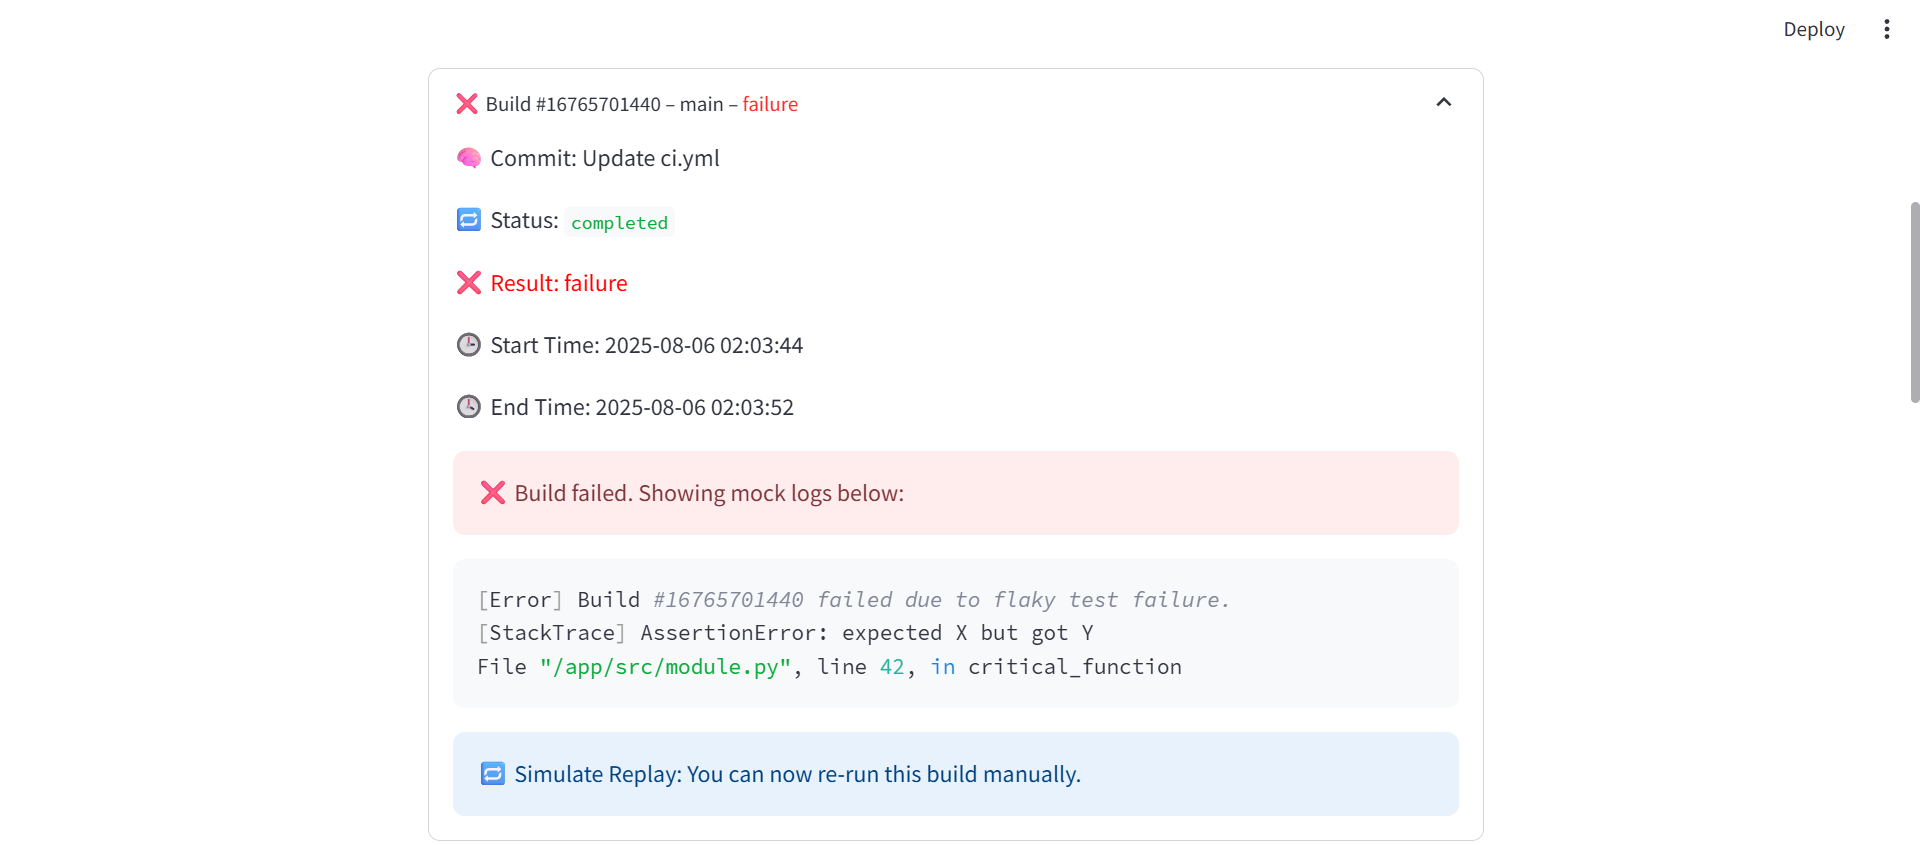 Deploy
❌ Build #16765701440 – main – failure
🧠 Commit: Update ci.yml
🔁 Status: completed
❌ Result: failure
🕒 Start Time: 2025-08-06 02:03:44
🕓 End Time: 2025-08-06 02:03:52
❌ Build failed. Showing mock logs below:
[Error] Build #16765701440 failed due to flaky test failure.
[StackTrace] AssertionError: expected X but got Y
File "/app/src/module.py", line 42, in critical_function
🔁 Simulate Replay: You can now re-run this build manually.